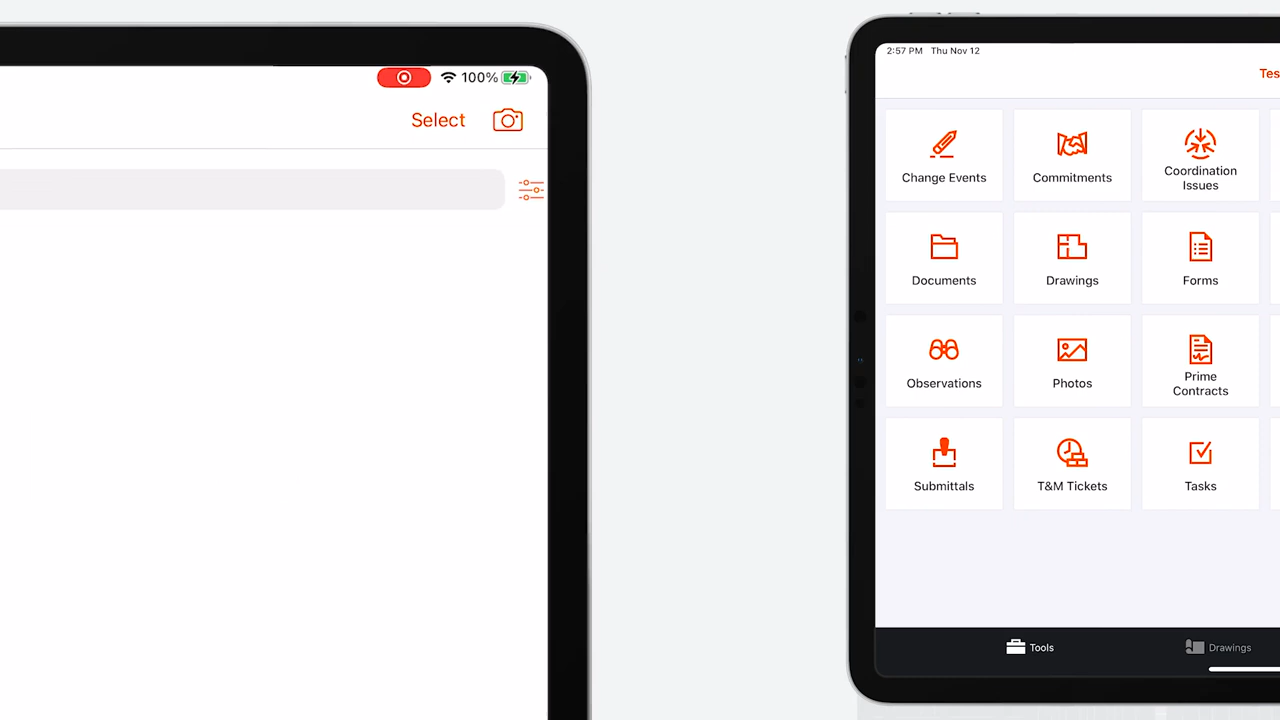 100%
Select
2:57 PM Thu Nov 12
Tes
Change Events
Commitments
Coordination
Issues
Documents
Drawings
Forms
Observations
Photos
Prime
Contracts
Submittals
T&M Tickets
Tasks
Tools
Drawings